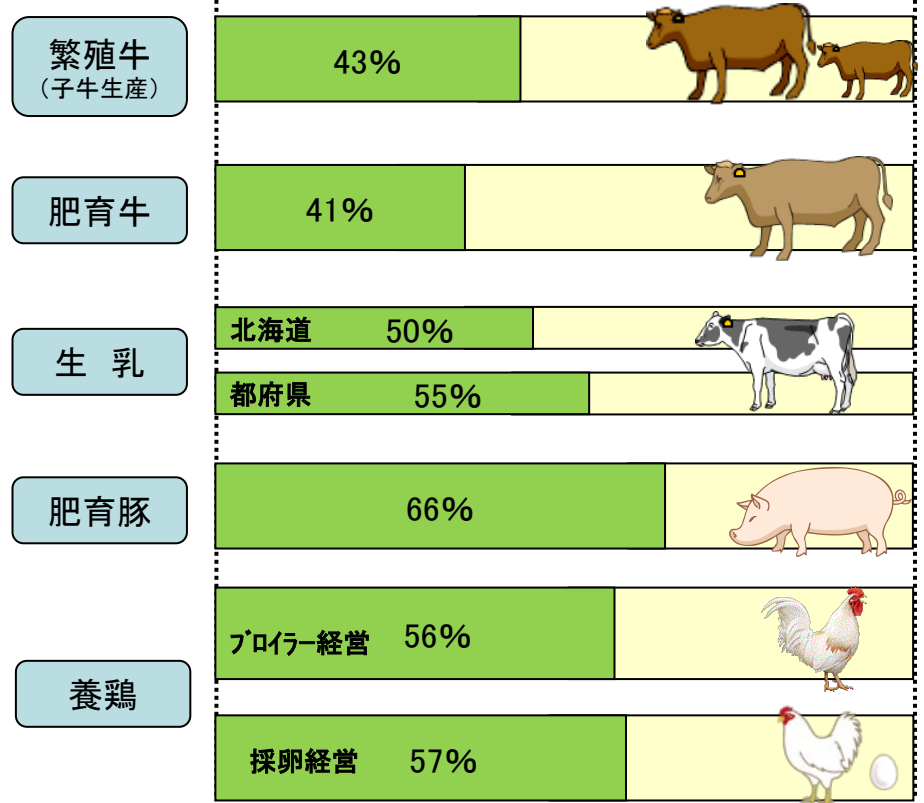 繁殖牛
（子牛生産）
43%
肥育牛
41%
生 乳
北海道 50%
都府県 55%
肥育豚
66%
養鶏
ﾌﾞﾛｲﾗｰ経営 56%
採卵経営 57%